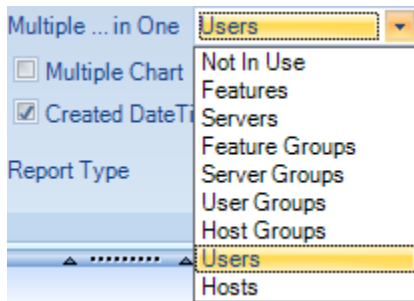 Multiple ... in One Users
Not In Use
Multiple Chart
Features
Created DateTi
Servers
Feature Groups
Report Type
Server Groups
User Groups
Host Groups
Users
Hosts